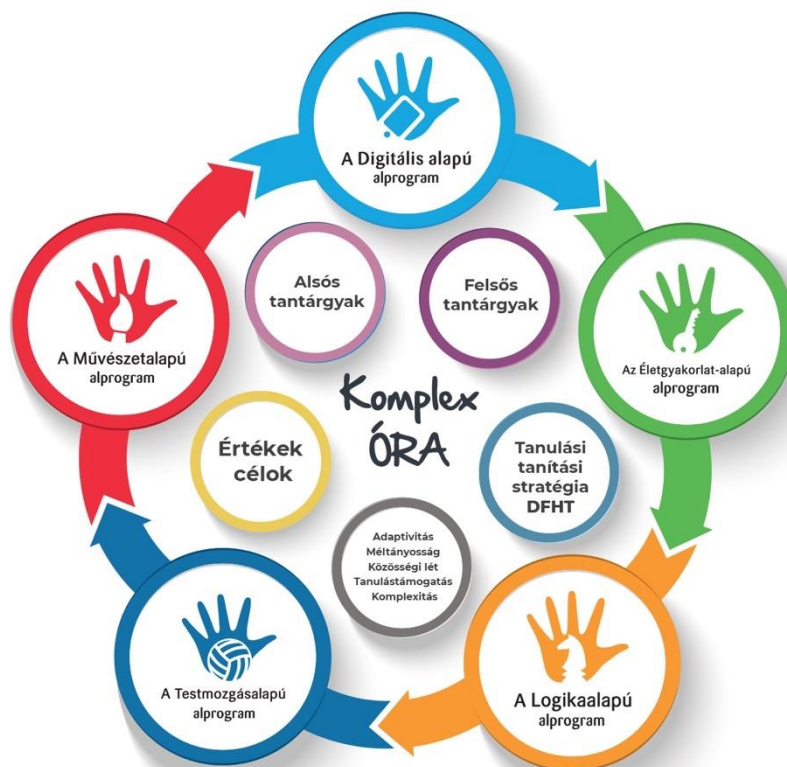 A Digitális alapú
alprogram
Alsós
tantárgyak
Felsős
tantárgyak
A Művészetalapú
alprogram
Az Életgyakorlat-alapú
alprogram
Komplex
ÓRA
Értékek
célok
Tanulási
tanítási
stratégia
DFHT
Adaptivitás
Méltányosság
Közösségi lét
Tanulástámogatás
Komplexitás
A Testmozgásalapú
alprogram
A Logikaalapú
alprogram